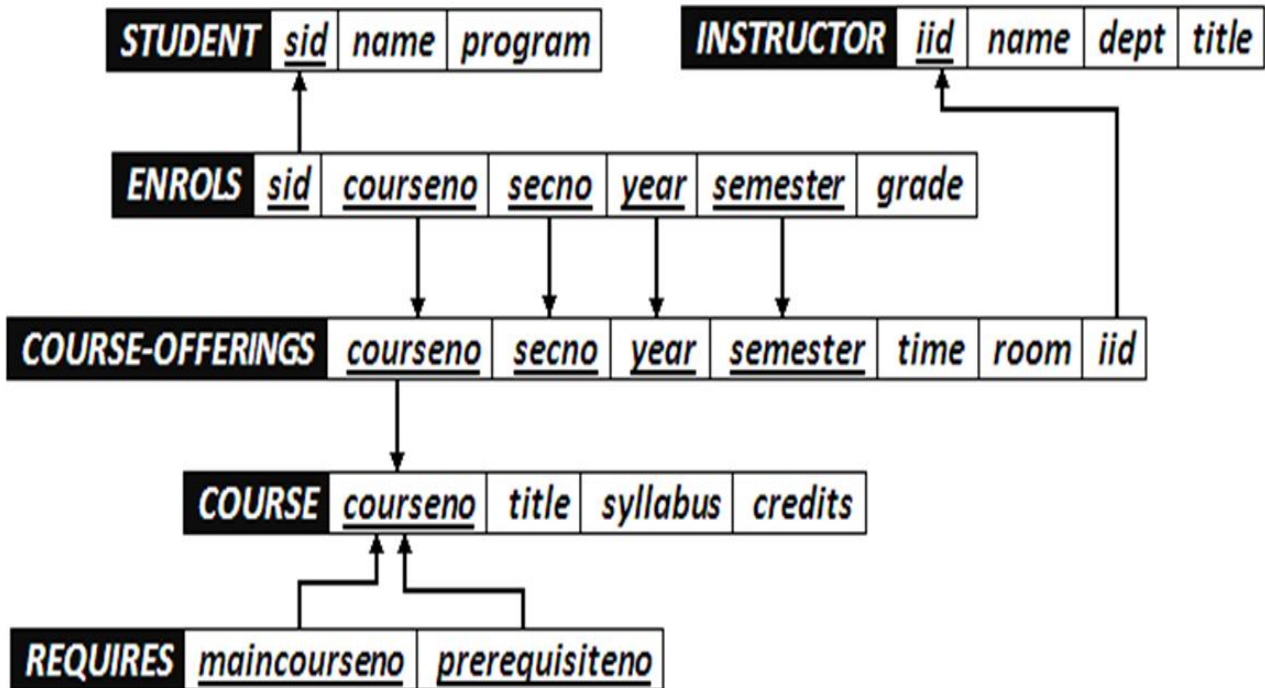 STUDENT sid name program
INSTRUCTOR iid name dept title
ENROLS sid courseno secno year semester grade
COURSE-OFFERINGS courseno secno year semester time room iid
COURSE courseno title syllabus credits
REQUIRES maincourseno prerequisiteno